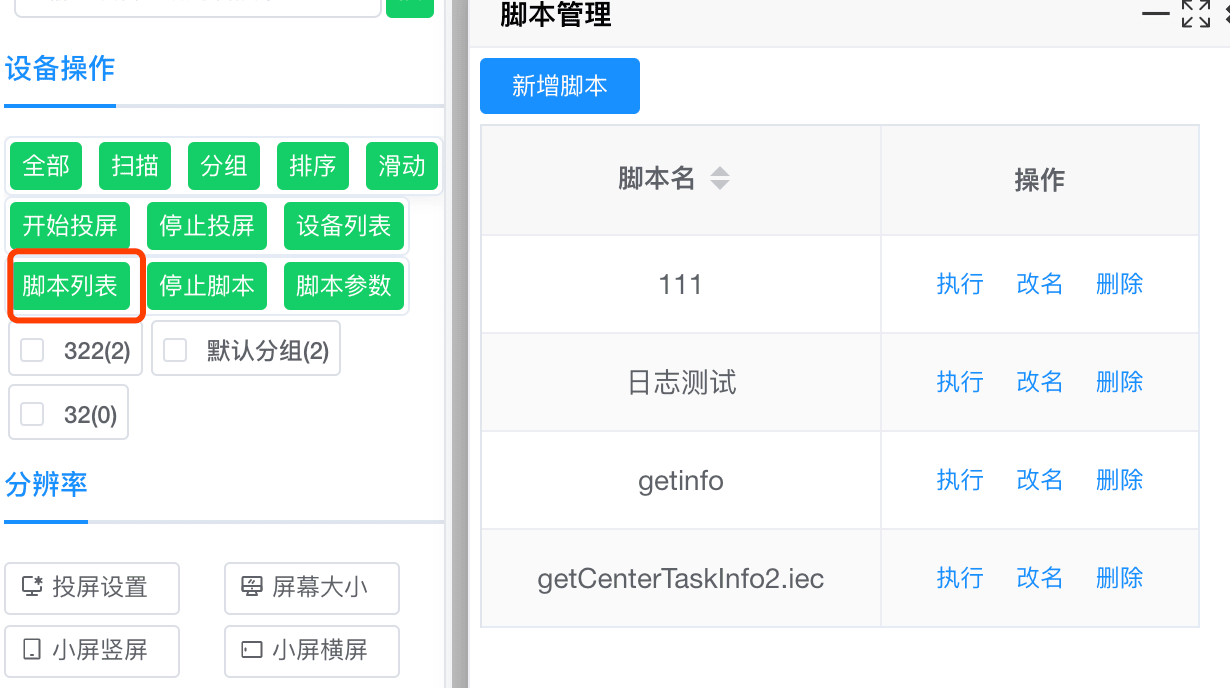 设备操作
全部 扫描 分组 排序 滑动
开始投屏 停止投屏 设备列表
脚本列表 停止脚本 脚本参数
322(2) 默认分组(2)
32(0)
分辨率
投屏设置 屏幕大小
小屏竖屏 小屏横屏
脚本管理
新增脚本
脚本名 操作
111 执行 改名 删除
日志测试 执行 改名 删除
getinfo 执行 改名 删除
getCenterTaskInfo2.iec 执行 改名 删除